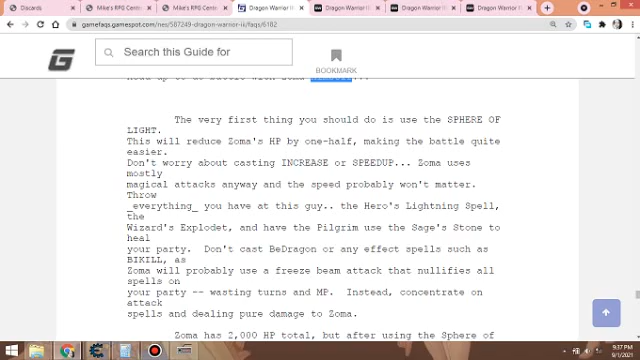 Discards
Mike's RPG Cente
Mike's RPG Cente
Dragon Warrior II
Dragon Warrior
Dragon Warrior
Dragon Warrior
gamefaqs.gamespot.com/nes/587249-dragon-warrior-iii/faqs/6182
G
Search this Guide for
BOOKMARK
The very first thing you should do is use the SPHERE OF
LIGHT.
This will reduce Zoma's HP by one-half, making the battle quite
easier.
Don't worry about casting INCREASE or SPEEDUP... Zoma uses
mostly
magical attacks anyway and the speed probably won't matter.
Throw
_everything_ you have at this guy.. the Hero's Lightning Spell,
the
Wizard's Explodet, and have the Pilgrim use the Sage's Stone to
heal
your party.  Don't cast BeDragon or any effect spells such as
BIKILL, as
Zoma will probably use a freeze beam attack that nullifies all
spells on
your party -- wasting turns and MP.  Instead, concentrate on
attack
spells and dealing pure damage to Zoma.
Zoma has 2,000 HP total, but after using the Sphere of
9:37 PM
9/1/2021